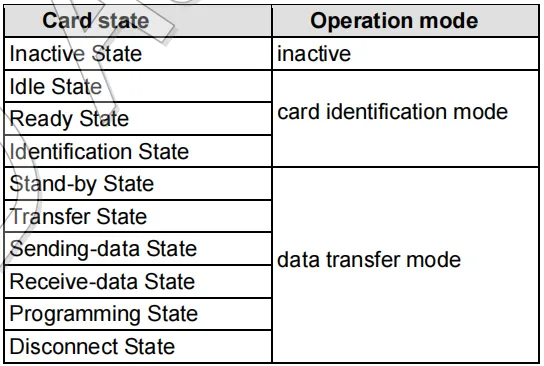 Card state Operation mode
Inactive State inactive
Idle State
Ready State card identification mode
Identification State
Stand-by State
Transfer State
Sending-data State data transfer mode
Receive-data State
Programming State
Disconnect State